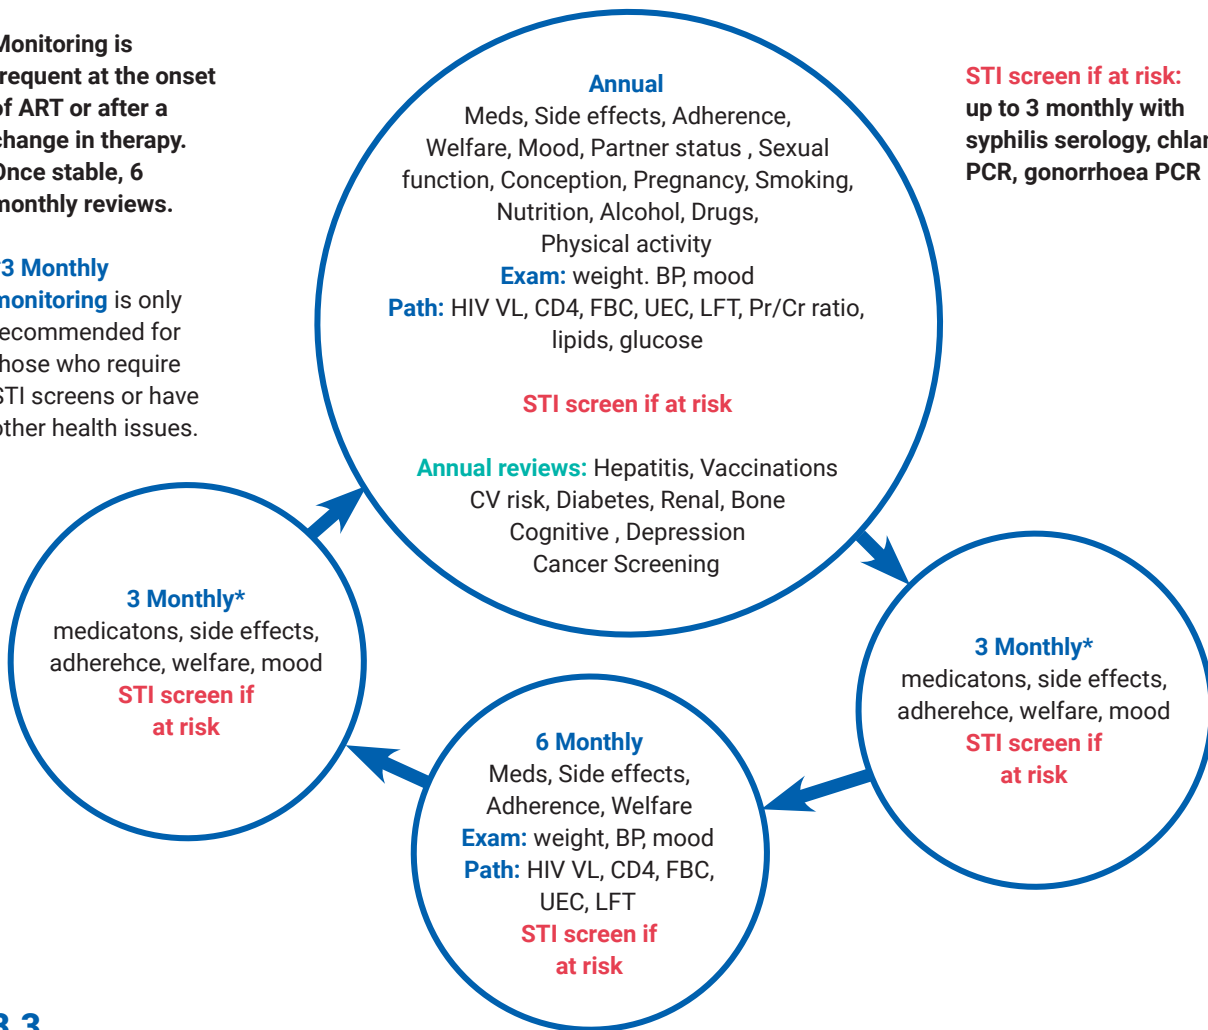 Monitoring is
frequent at the onset
of ART or after a
change in therapy.
Once stable, 6
monthly reviews.
*3 Monthly
monitoring is only
recommended for
those who require
STI screens or have
other health issues.
Annual
Meds, Side effects, Adherence,
Welfare, Mood, Partner status , Sexual
function, Conception, Pregnancy, Smoking,
Nutrition, Alcohol, Drugs,
Physical activity
Exam: weight. BP, mood
Path: HIV VL, CD4, FBC, UEC, LFT, Pr/Cr ratio,
lipids, glucose
STI screen if at risk
Annual reviews: Hepatitis, Vaccinations
CV risk, Diabetes, Renal, Bone
Cognitive , Depression
Cancer Screening
STI screen if at risk:
up to 3 monthly with
syphilis serology,
PCR, gonorrhoea PCR
3 Monthly*
medicatons, side effects,
adherehce, welfare, mood
STI screen if
at risk
6 Monthly
Meds, Side effects,
Adherence, Welfare
Exam: weight, BP, mood
Path: HIV VL, CD4, FBC,
UEC, LFT
STI screen if
at risk
3 Monthly*
medicatons, side effects,
adherehce, welfare, mood
STI screen if
at risk